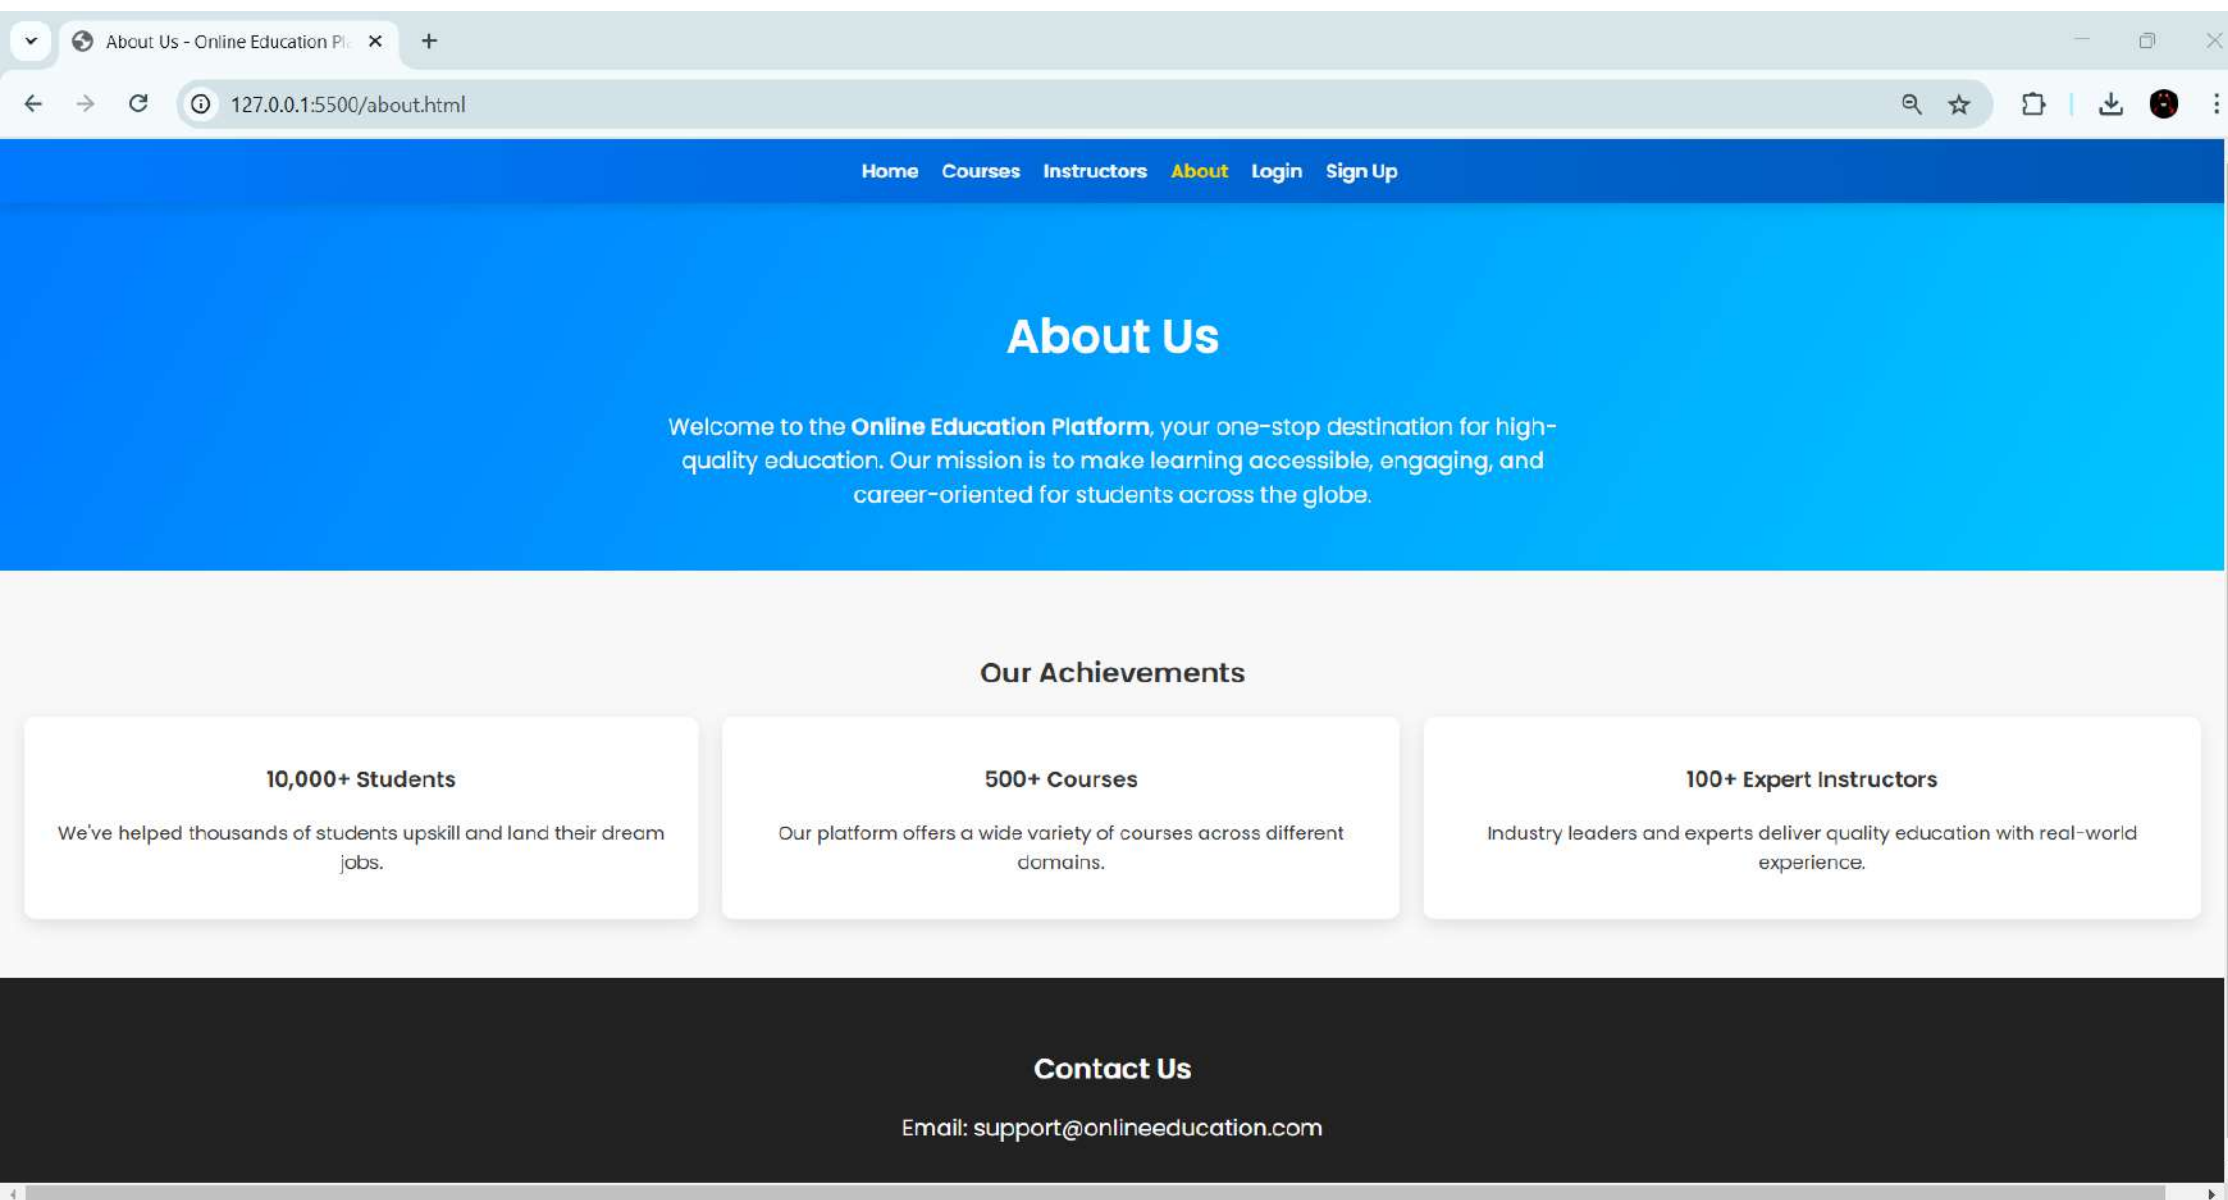 About Us - Online Education Pl
127.0.0.1:5500/about.html
Home Courses Instructors About Login Sign Up
About Us
Welcome to the Online Education Platform, your one-stop destination for high-
quality education. Our mission is to make learning accessible, engaging, and
career-oriented for students across the globe.
Our Achievements
10,000+ Students
We've helped thousands of students upskill and land their dream
jobs.
500+ Courses
Our platform offers a wide variety of courses across different
domains.
100+ Expert Instructors
Industry leaders and experts deliver quality education with real-world
experience.
Contact Us
Email: support@onlineeducation.com